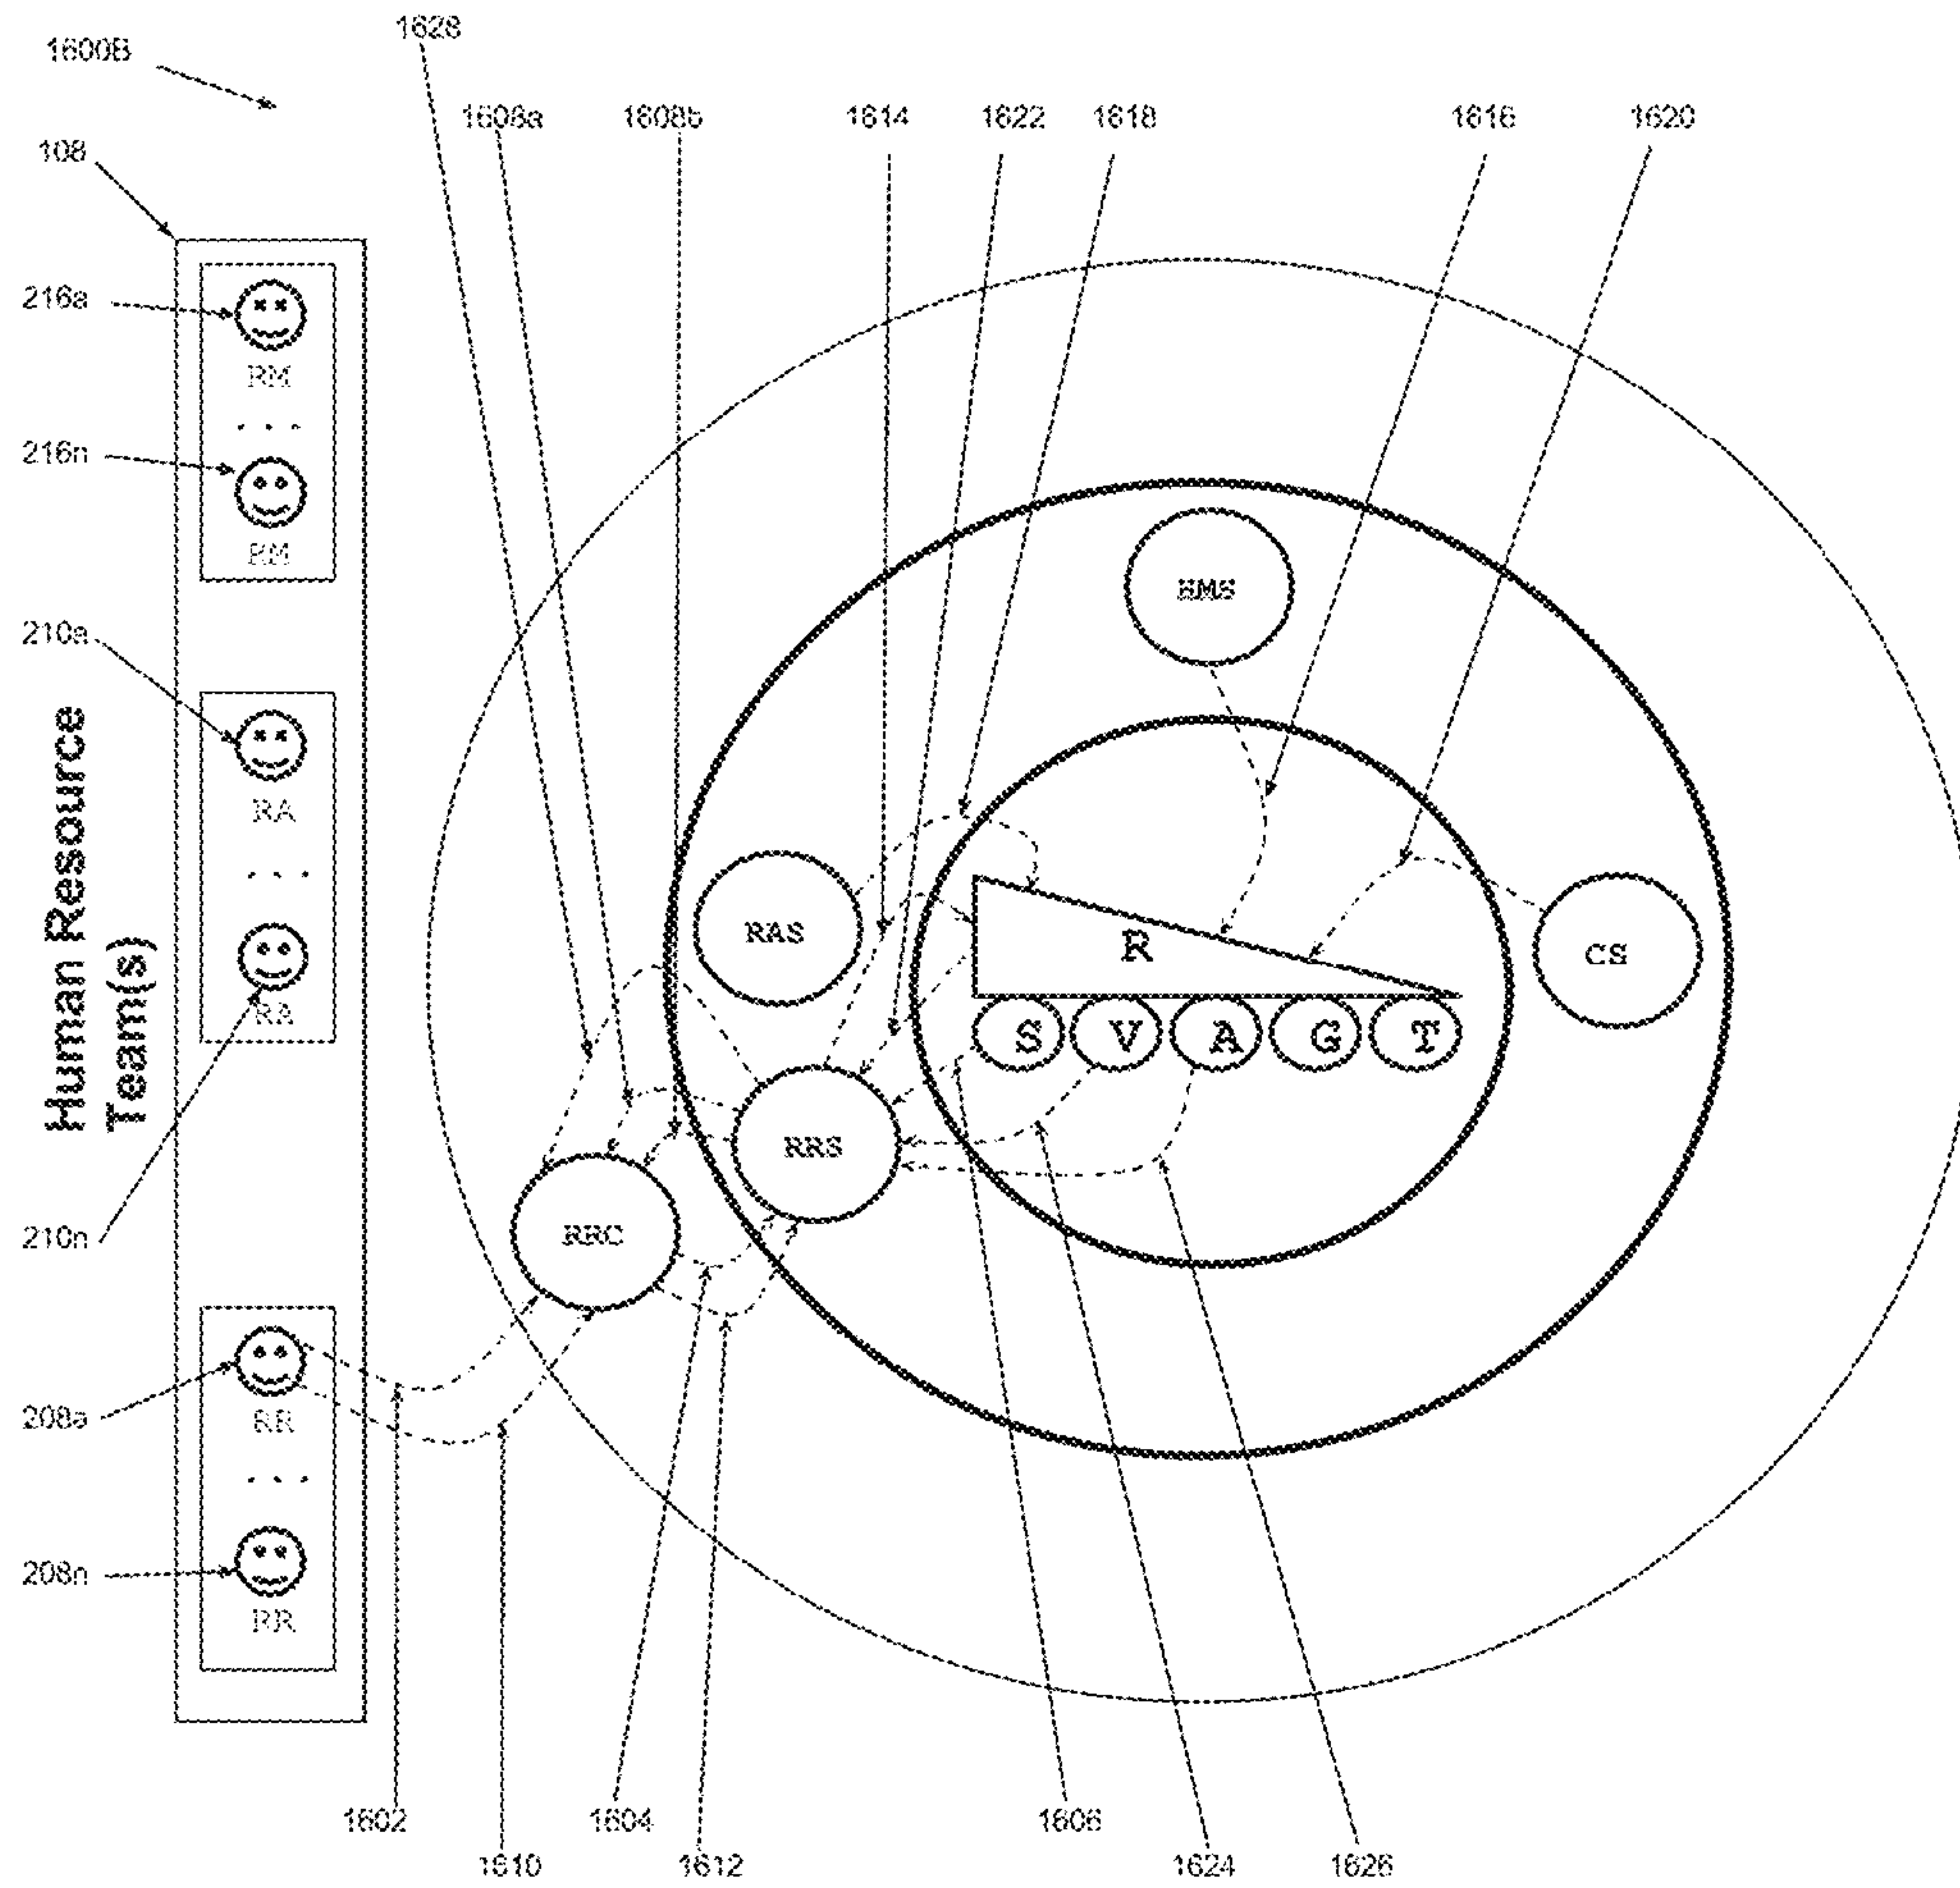 1628
1600B
1608a
1608b
1614
1622
1618
1616
1620
108
216a
RM
. . .
216n
RM
HMS
210a
RA
. . .
RA
Human Resource
Team(s)
RAS
R
CS
S V A G T
RRS
RRC
210n
208a
RR
. . .
208n
RR
1602
1604
1606
1610
1612
1624
1626